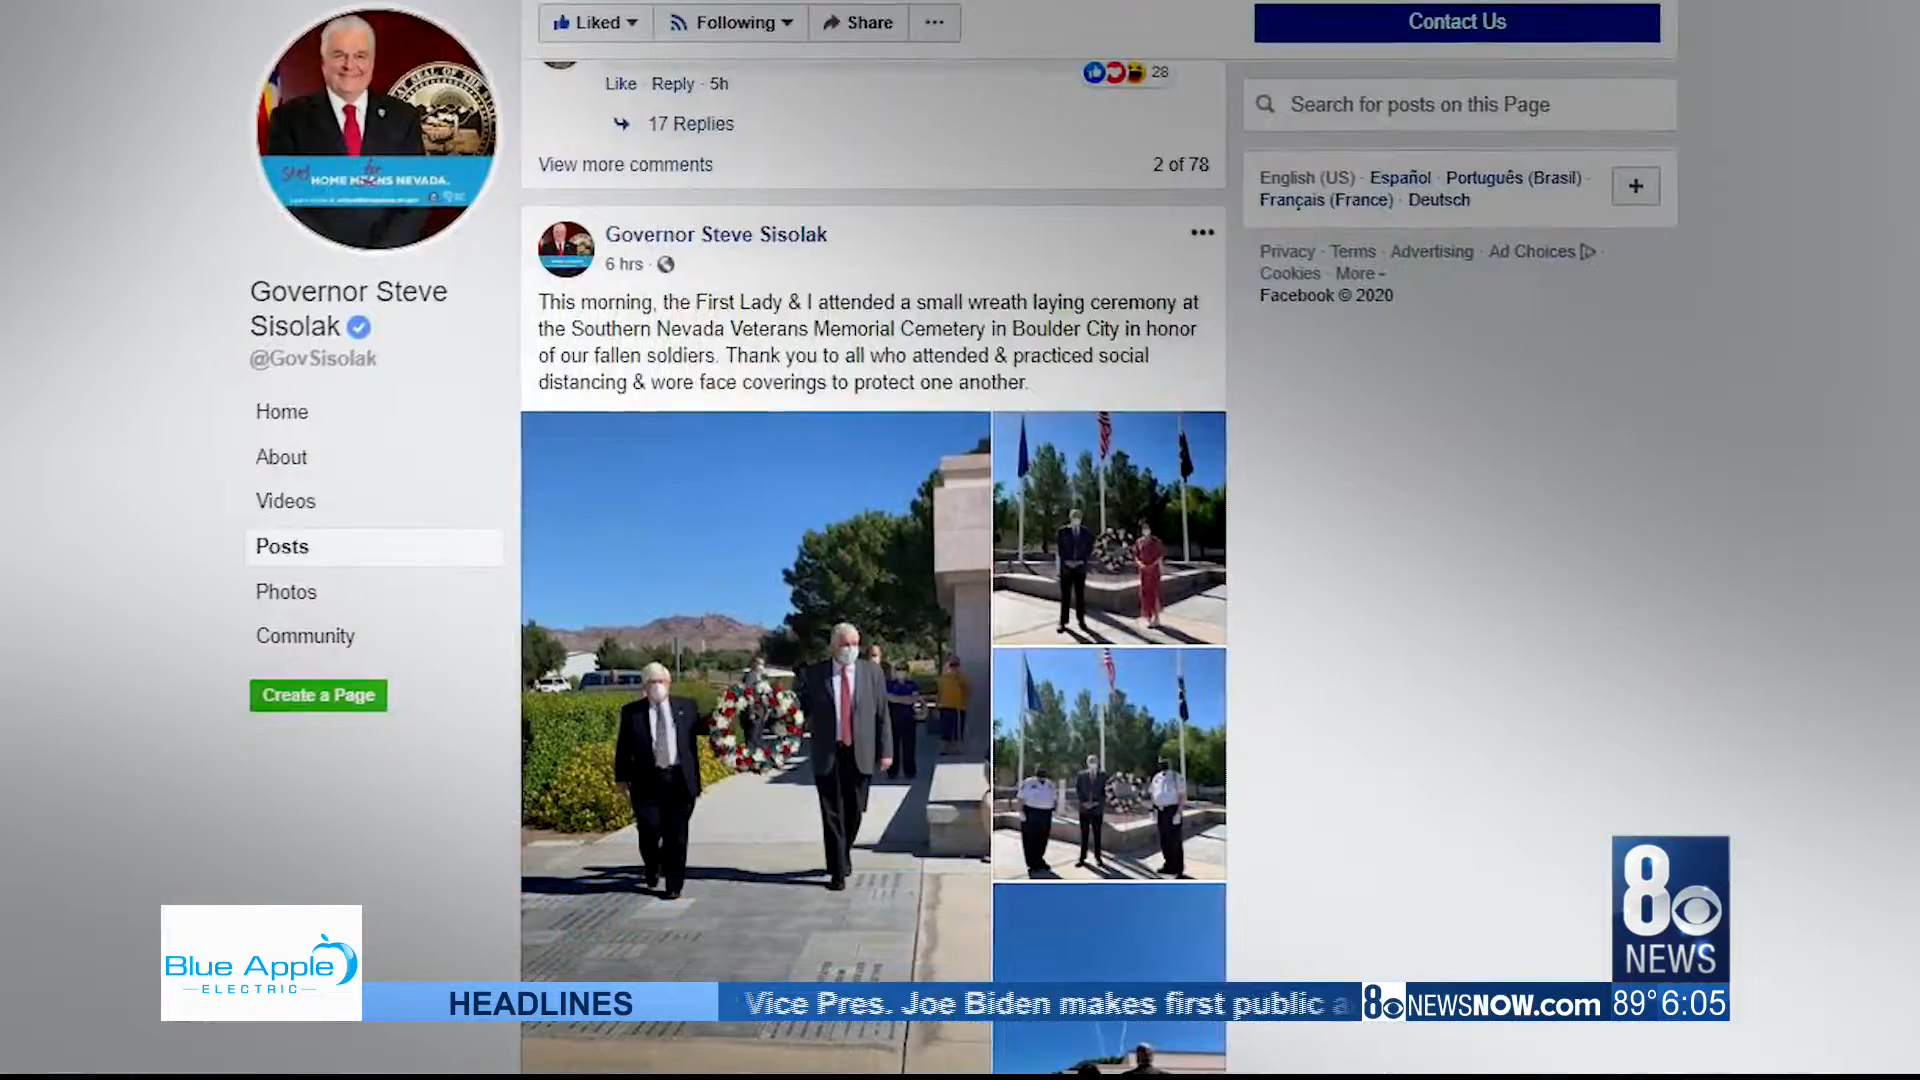 Liked
Following
Share
Contact Us
Like · Reply · 5h
28
17 Replies
View more comments
2 of 78
Search for posts on this Page
English (US) · Español · Português (Brasil) ·
Français (France) · Deutsch
Privacy · Terms · Advertising · Ad Choices ·
Cookies · More
Facebook © 2020
SEAL OF THE
Stay for
HOME MEANS NEVADA.
Governor Steve
Sisolak
@GovSisolak
Home
About
Videos
Posts
Photos
Community
Create a Page
Governor Steve Sisolak
6 hrs ·
This morning, the First Lady & I attended a small wreath laying ceremony at
the Southern Nevada Veterans Memorial Cemetery in Boulder City in honor
of our fallen soldiers. Thank you to all who attended & practiced social
distancing & wore face coverings to protect one another.
8
NEWS
Blue Apple
ELECTRIC
HEADLINES
Vice Pres. Joe Biden makes first public a
8 NEWSNOW.com
89° 6:05